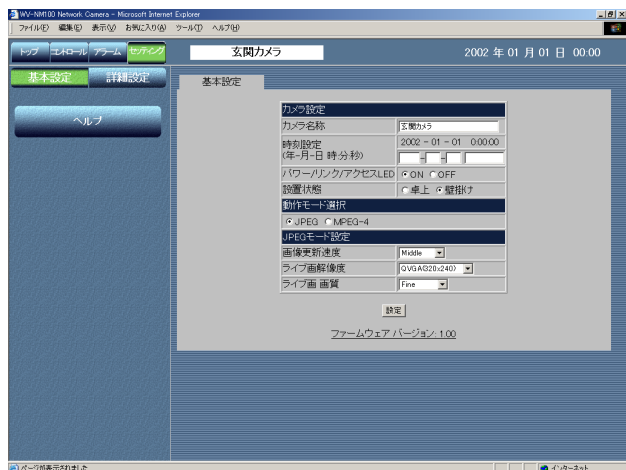 WV-NM100 Network Camera - Microsoft Internet Explorer
ファイル(F) 編集(E) 表示(V) お気に入り(A) ツール(T) ヘルプ(H)
トップ コントロール アラーム セッティング 玄関カメラ 2002 年 01 月 01 日 00:00
基本設定 詳細設定
ヘルプ
基本設定
カメラ設定
カメラ名称 玄関カメラ
時刻設定 2002 - 01 - 01 0:00:00
(年-月-日 時:分:秒) - -
パワー/リンク/アクセスLED ON OFF
設置状態 卓上 壁掛け
動作モード選択
JPEG MPEG-4
JPEGモード設定
画像更新速度 Middle
ライブ画解像度 QVGA(320x240)
ライブ画 画質 Fine
設定
ファームウェア バージョン: 1.00
ページが表示されました インターネット